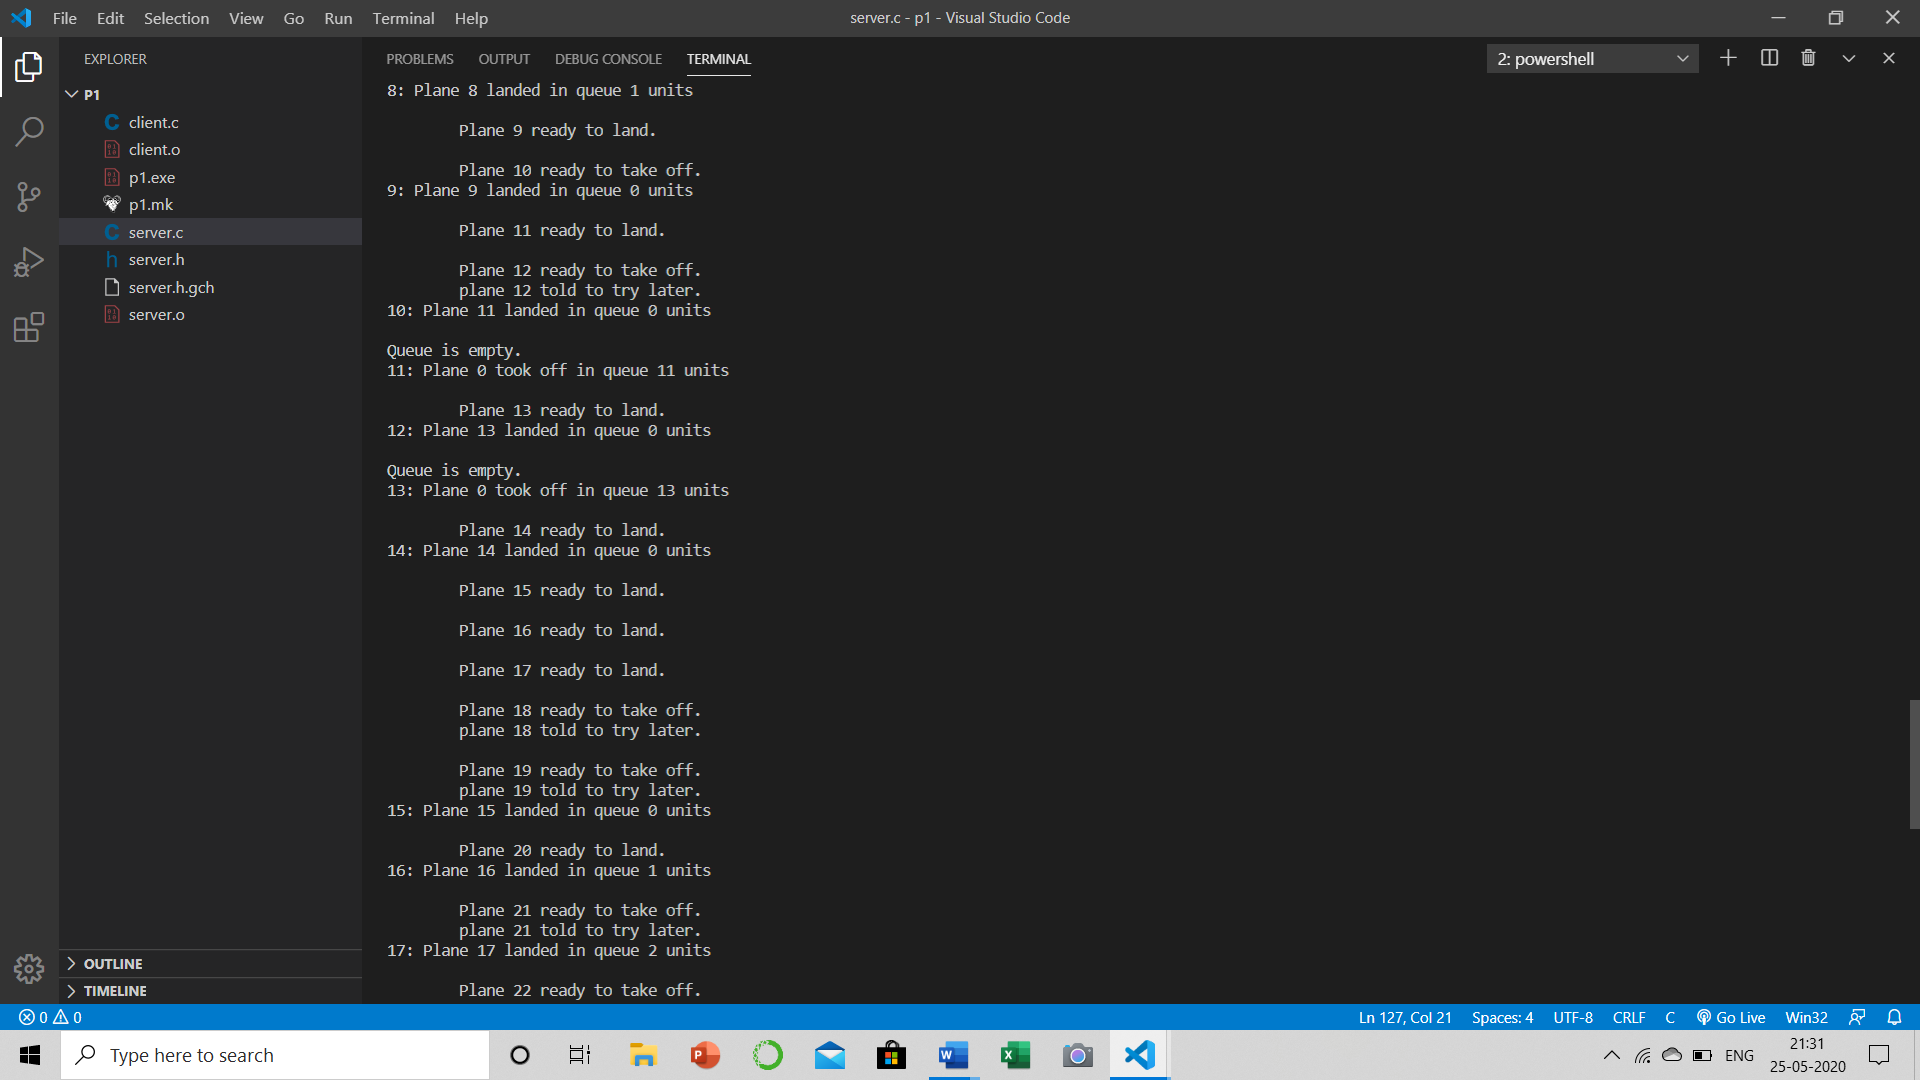 File Edit Selection View Go Run Terminal Help
server.c - p1 - Visual Studio Code
EXPLORER
P1
client.c
client.o
p1.exe
p1.mk
server.c
server.h
server.h.gch
server.o
OUTLINE
TIMELINE
PROBLEMS OUTPUT DEBUG CONSOLE TERMINAL
2: powershell
8: Plane 8 landed in queue 1 units
Plane 9 ready to land.
Plane 10 ready to take off.
9: Plane 9 landed in queue 0 units
Plane 11 ready to land.
Plane 12 ready to take off.
plane 12 told to try later.
10: Plane 11 landed in queue 0 units
Queue is empty.
11: Plane 0 took off in queue 11 units
Plane 13 ready to land.
12: Plane 13 landed in queue 0 units
Queue is empty.
13: Plane 0 took off in queue 13 units
Plane 14 ready to land.
14: Plane 14 landed in queue 0 units
Plane 15 ready to land.
Plane 16 ready to land.
Plane 17 ready to land.
Plane 18 ready to take off.
plane 18 told to try later.
Plane 19 ready to take off.
plane 19 told to try later.
15: Plane 15 landed in queue 0 units
Plane 20 ready to land.
16: Plane 16 landed in queue 1 units
Plane 21 ready to take off.
plane 21 told to try later.
17: Plane 17 landed in queue 2 units
Plane 22 ready to take off.
0 0
Ln 127, Col 21 Spaces: 4 UTF-8 CRLF C Go Live Win32
Type here to search
ENG
21:31
25-05-2020